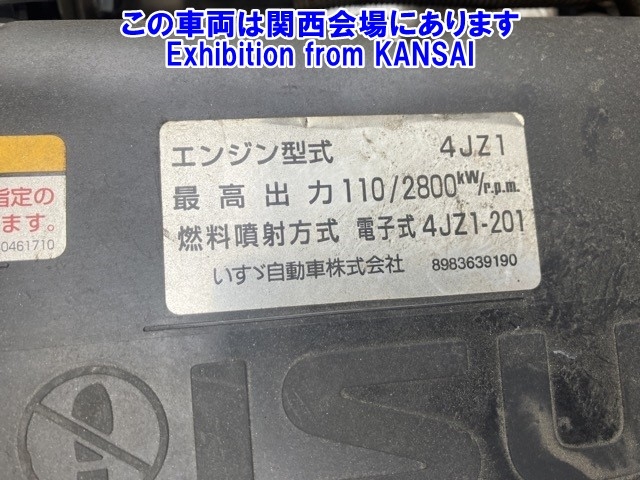 この車両は関西会場にあります
Exhibition from KANSAI
エンジン型式 4JZ1
最高出力 110/2800kW/r.p.m.
燃料噴射方式 電子式 4JZ1-201
いすゞ自動車株式会社 8983639190
指定の
ます。
0461710
ISU